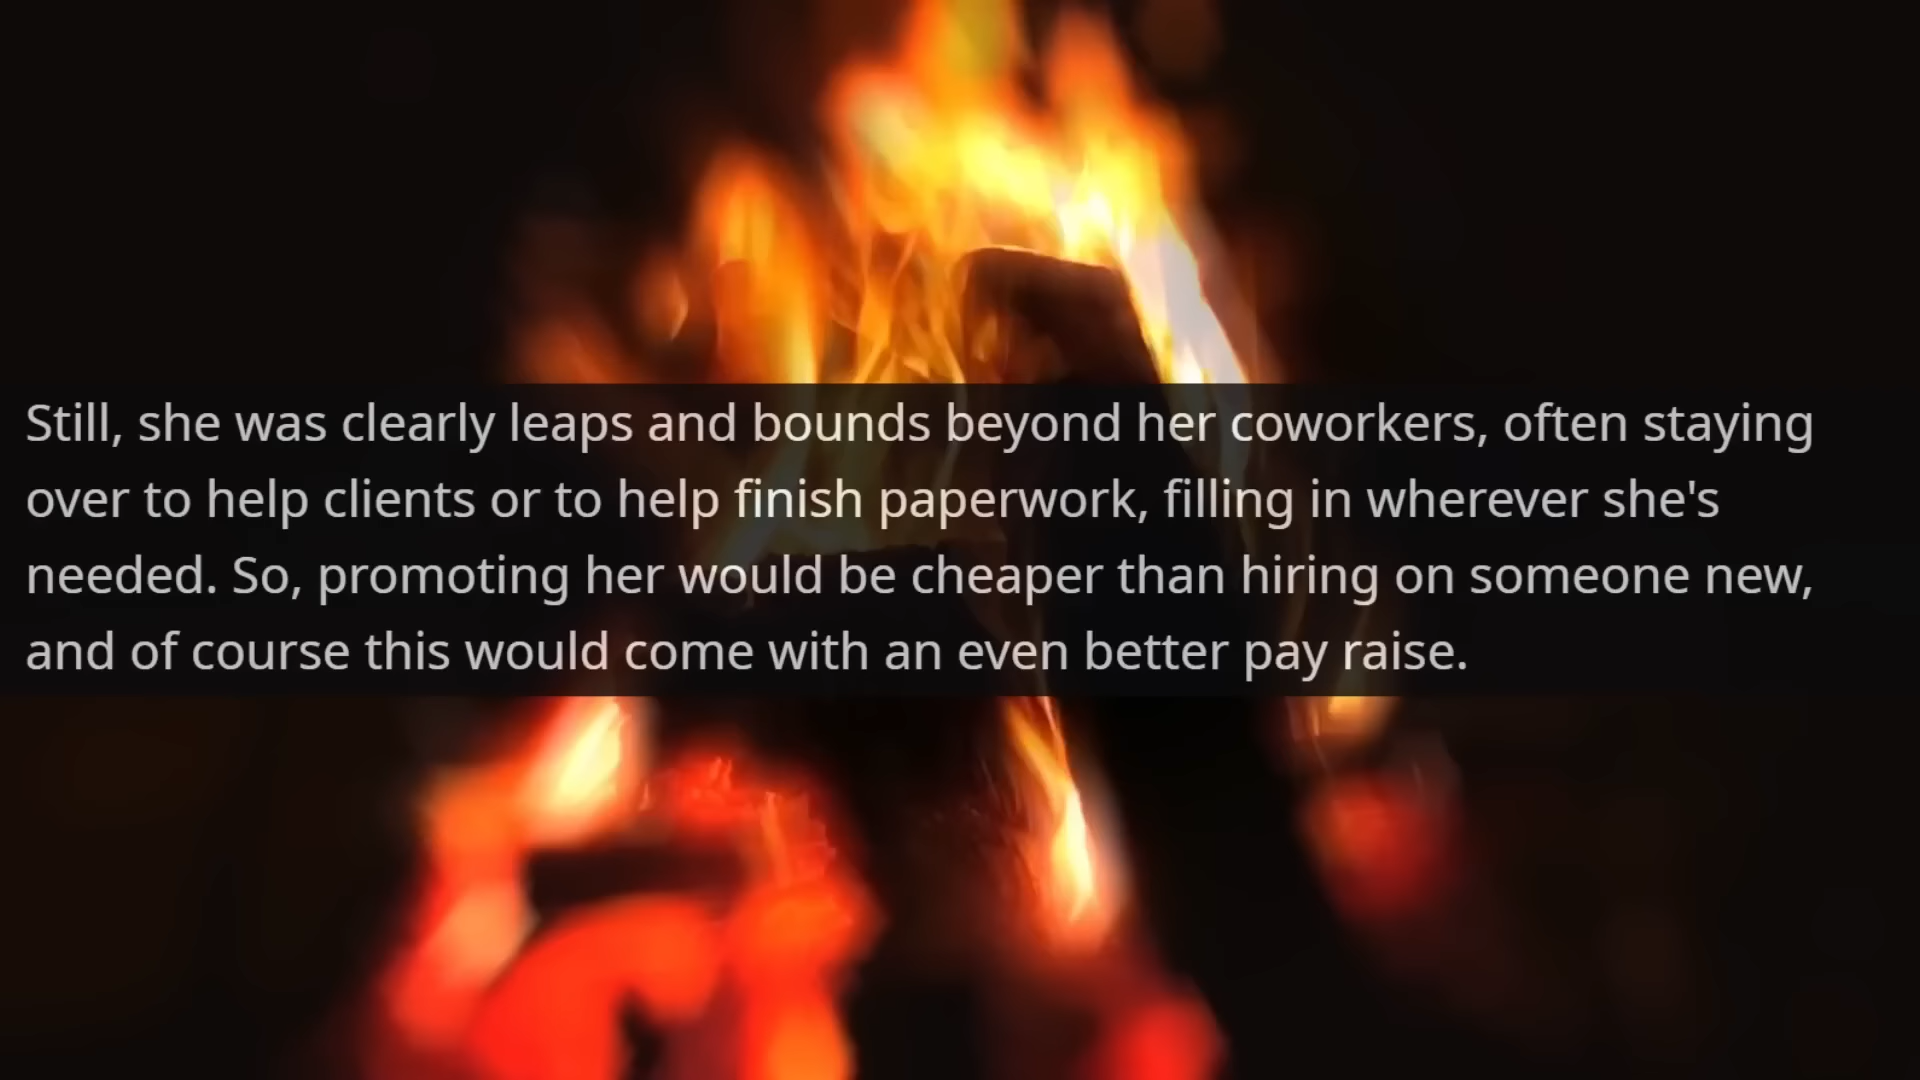 Still, she was clearly leaps and bounds beyond her coworkers, often staying
over to help clients or to help finish paperwork, filling in wherever she's
needed. So, promoting her would be cheaper than hiring on someone new,
and of course this would come with an even better pay raise.